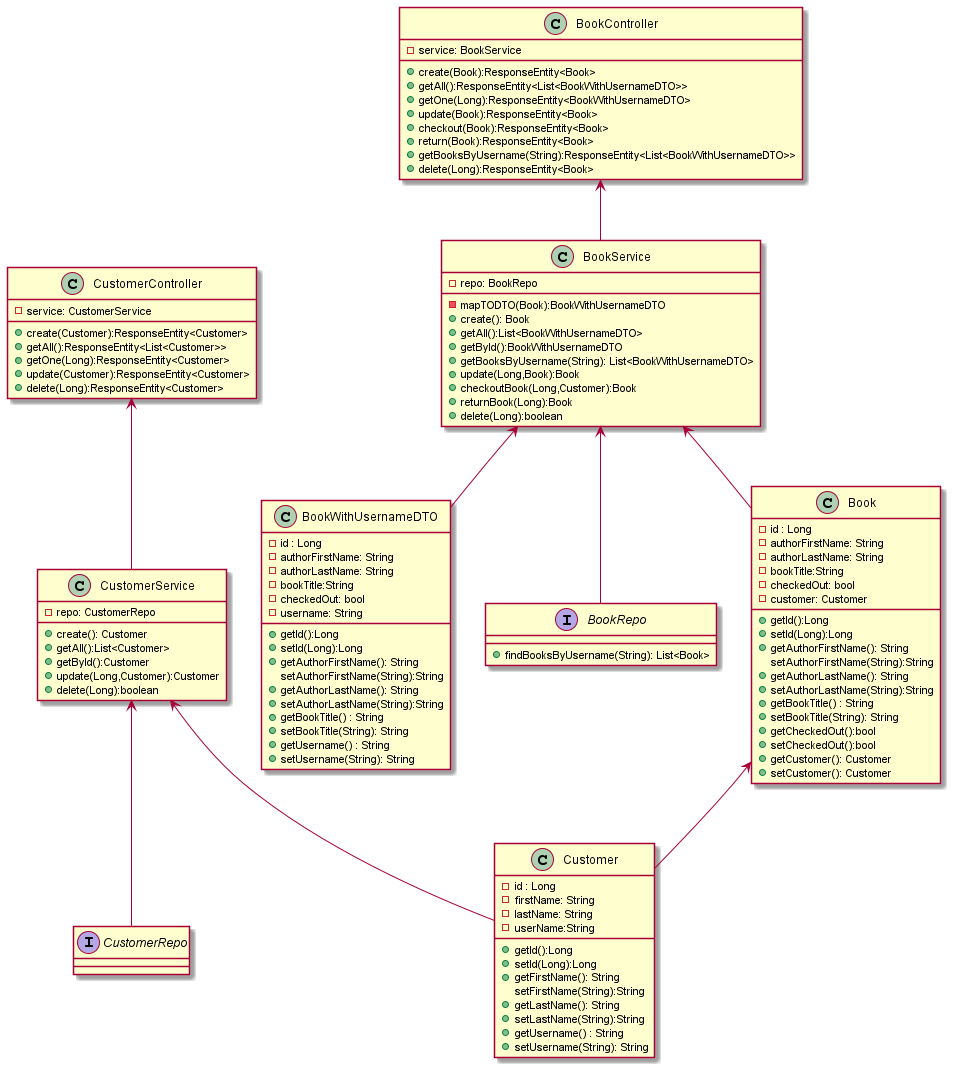 C BookController
service: BookService
create(Book):ResponseEntity<Book>
getAll():ResponseEntity<List<BookWithUsernameDTO>>
getOne(Long):ResponseEntity<BookWithUsernameDTO>
update(Book):ResponseEntity<Book>
checkout(Book):ResponseEntity<Book>
return(Book):ResponseEntity<Book>
getBooksByUsername(String):ResponseEntity<List<BookWithUsernameDTO>>
delete(Long):ResponseEntity<Book>
C CustomerController
service: CustomerService
create(Customer):ResponseEntity<Customer>
getAll():ResponseEntity<List<Customer>>
getOne(Long):ResponseEntity<Customer>
update(Customer):ResponseEntity<Customer>
delete(Long):ResponseEntity<Customer>
C BookService
repo: BookRepo
mapTODTO(Book):BookWithUsernameDTO
create(): Book
getAll():List<BookWithUsernameDTO>
getById():BookWithUsernameDTO
getBooksByUsername(String): List<BookWithUsernameDTO>
update(Long,Book):Book
checkoutBook(Long,Customer):Book
returnBook(Long):Book
delete(Long):boolean
C CustomerService
repo: CustomerRepo
create(): Customer
getAll():List<Customer>
getById():Customer
update(Long,Customer):Customer
delete(Long):boolean
C BookWithUsernameDTO
id : Long
authorFirstName: String
authorLastName: String
bookTitle:String
checkedOut: bool
username: String
getId():Long
setId(Long):Long
getAuthorFirstName(): String
setAuthorFirstName(String):String
getAuthorLastName(): String
setAuthorLastName(String):String
getBookTitle() : String
setBookTitle(String): String
getUsername() : String
setUsername(String): String
I BookRepo
findBooksByUsername(String): List<Book>
C Book
id : Long
authorFirstName: String
authorLastName: String
bookTitle:String
checkedOut: bool
customer: Customer
getId():Long
setId(Long):Long
getAuthorFirstName(): String
setAuthorFirstName(String):String
getAuthorLastName(): String
setAuthorLastName(String):String
getBookTitle() : String
setBookTitle(String): String
getCheckedOut():bool
setCheckedOut():bool
getCustomer(): Customer
setCustomer(): Customer
I CustomerRepo
C Customer
id : Long
firstName: String
lastName: String
userName:String
getId():Long
setId(Long):Long
getFirstName(): String
setFirstName(String):String
getLastName(): String
setLastName(String):String
getUsername() : String
setUsername(String): String